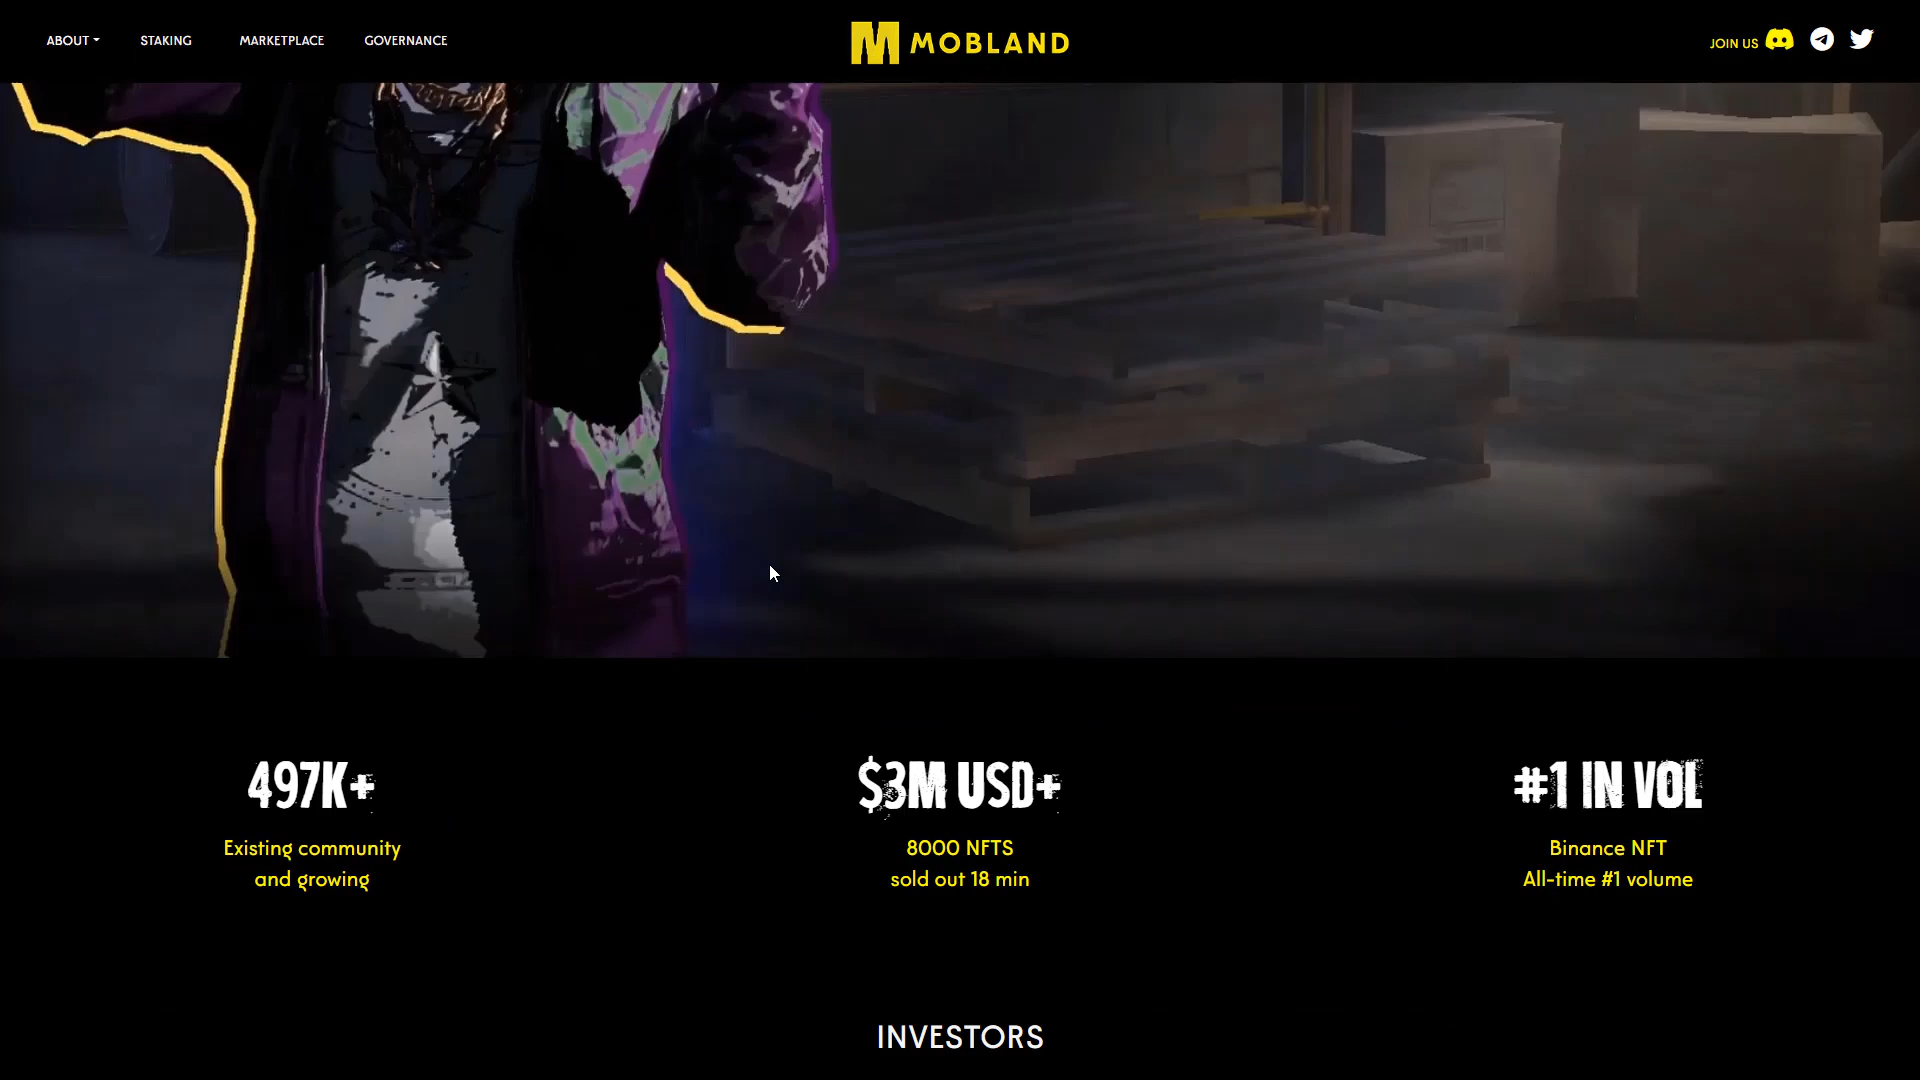 ABOUT
STAKING
MARKETPLACE
GOVERNANCE
MOBLAND
JOIN US
497K+
Existing community
and growing
$3M USD+
8000 NFTS
sold out 18 min
#1 IN VOL
Binance NFT
All-time #1 volume
INVESTORS